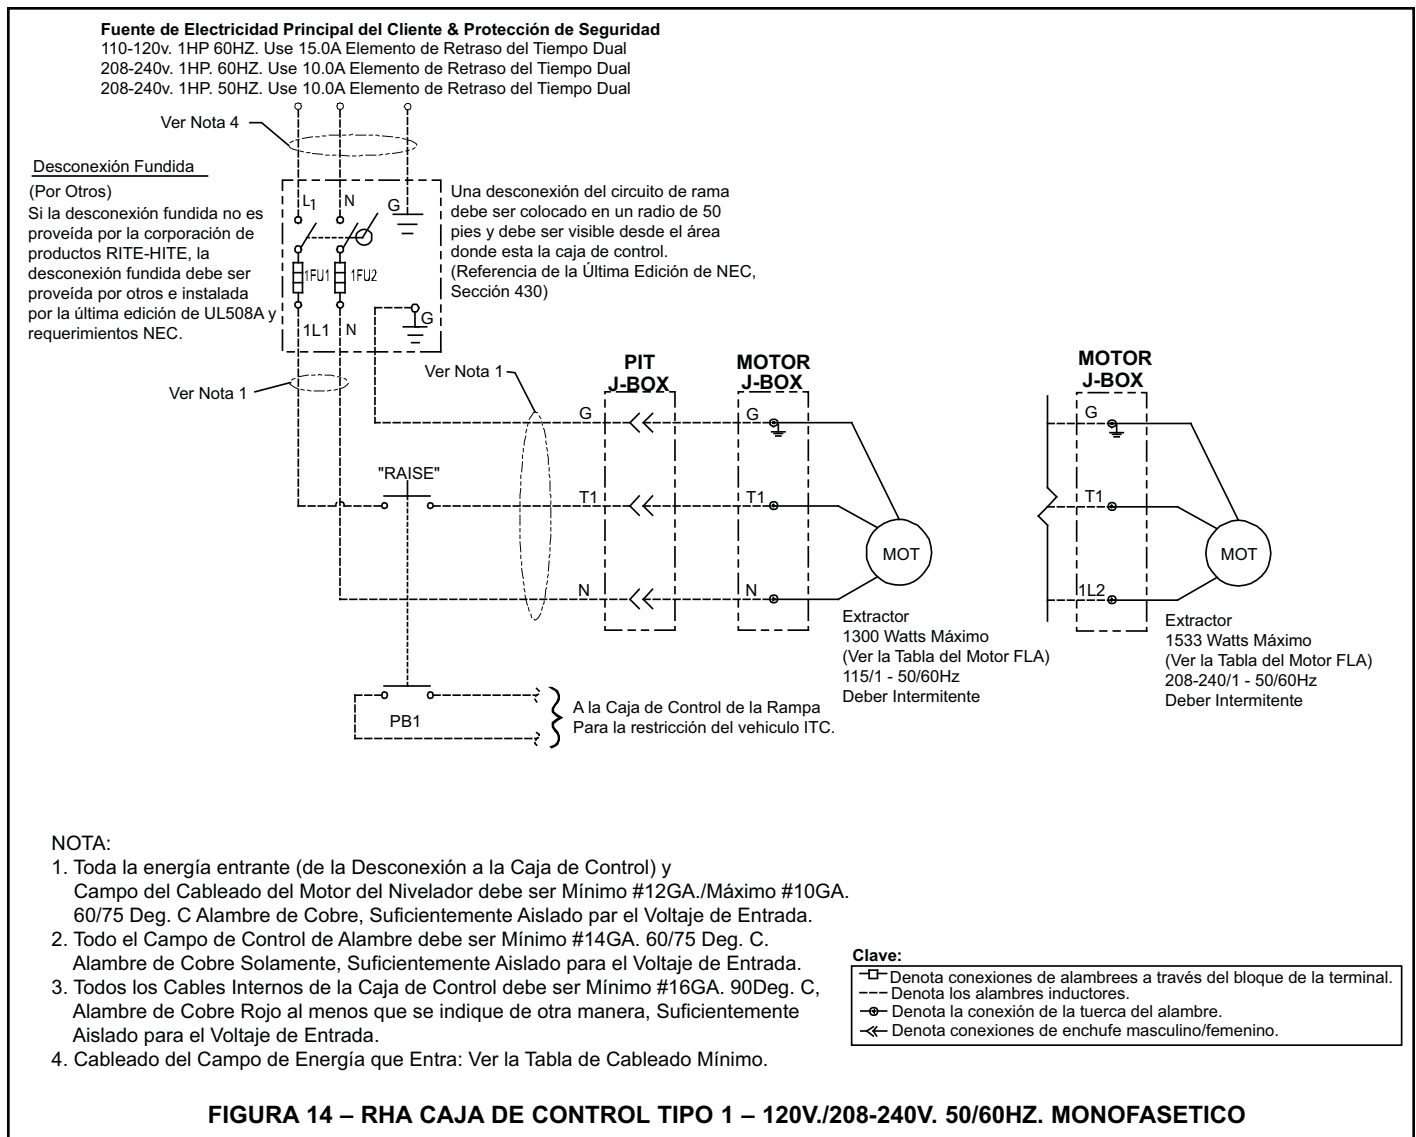 Fuente de Electricidad Principal del Cliente & Protección de Seguridad
110-120v. 1HP 60HZ. Use 15.0A Elemento de Retraso del Tiempo Dual
208-240v. 1HP. 60HZ. Use 10.0A Elemento de Retraso del Tiempo Dual
208-240v. 1HP. 50HZ. Use 10.0A Elemento de Retraso del Tiempo Dual
Ver Nota 4
Desconexión Fundida
(Por Otros)
Si la desconexión fundida no es
proveída por la corporación de
productos RITE-HITE, la
desconexión fundida debe ser
proveída por otros e instalada
por la última edición de UL508A y
requerimientos NEC.
L1
N
G
1FU1
1FU2
1L1
N
G
Una desconexión del circuito de rama
debe ser colocado en un radio de 50
pies y debe ser visible desde el área
donde esta la caja de control.
(Referencia de la Última Edición de NEC,
Sección 430)
Ver Nota 1
Ver Nota 1
PIT
J-BOX
MOTOR
J-BOX
MOTOR
J-BOX
G
G
G
"RAISE"
T1
T1
T1
MOT
MOT
N
N
1L2
Extractor
1300 Watts Máximo
(Ver la Tabla del Motor FLA)
115/1 - 50/60Hz
Deber Intermitente
Extractor
1533 Watts Máximo
(Ver la Tabla del Motor FLA)
208-240/1 - 50/60Hz
Deber Intermitente
PB1
A la Caja de Control de la Rampa
Para la restricción del vehiculo ITC.
NOTA:
1. Toda la energía entrante (de la Desconexión a la Caja de Control) y
Campo del Cableado del Motor del Nivelador debe ser Mínimo #12GA./Máximo #10GA.
60/75 Deg. C Alambre de Cobre, Suficientemente Aislado par el Voltaje de Entrada.
2. Todo el Campo de Control de Alambre debe ser Mínimo #14GA. 60/75 Deg. C.
Alambre de Cobre Solamente, Suficientemente Aislado para el Voltaje de Entrada.
3. Todos los Cables Internos de la Caja de Control debe ser Mínimo #16GA. 90Deg. C,
Alambre de Cobre Rojo al menos que se indique de otra manera, Suficientemente
Aislado para el Voltaje de Entrada.
4. Cableado del Campo de Energía que Entra: Ver la Tabla de Cableado Mínimo.
Clave:
Denota conexiones de alambrees a través del bloque de la terminal.
Denota los alambres inductores.
Denota la conexión de la tuerca del alambre.
Denota conexiones de enchufe masculino/femenino.
FIGURA 14 – RHA CAJA DE CONTROL TIPO 1 – 120V./208-240V. 50/60HZ. MONOFASETICO